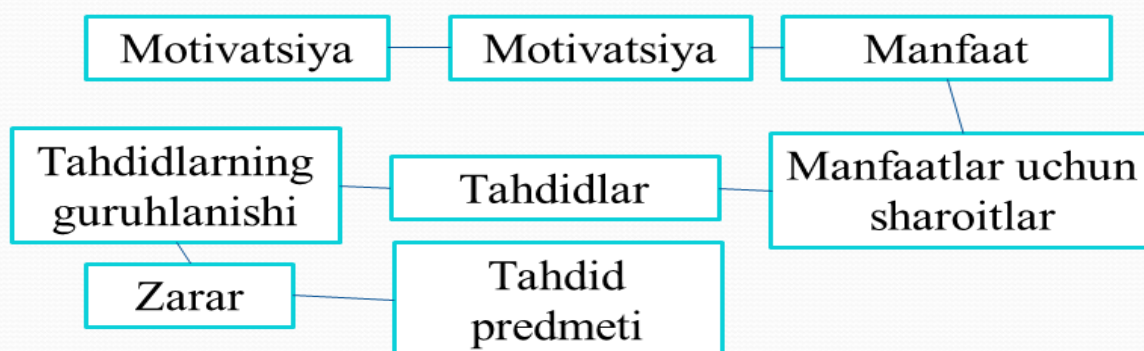 Motivatsiya
Motivatsiya
Manfaat
Tahdidlarning
guruhlanishi
Tahdidlar
Manfaatlar uchun
sharoitlar
Zarar
Tahdid
predmeti